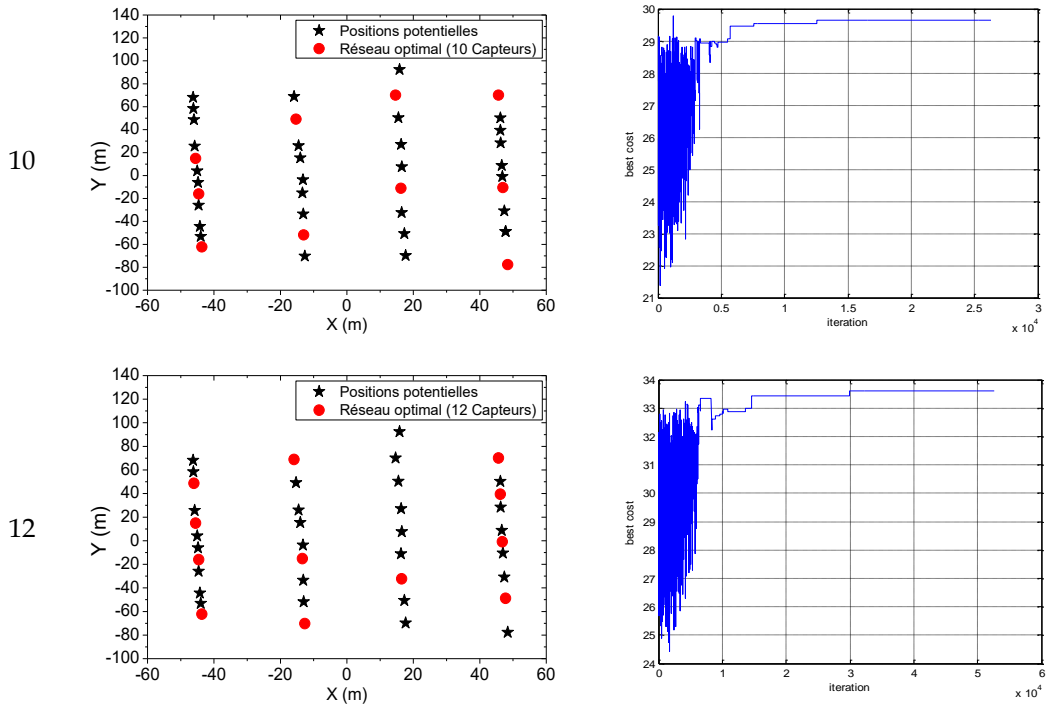 10
140
120
100
80
60
40
20
0
-20
-40
-60
-80
-100
Y (m)
-60 -40 -20 0 20 40 60
X (m)
Positions potentielles
Réseau optimal (10 Capteurs)
30
29
28
27
26
25
24
23
22
21
best cost
0 0.5 1 1.5 2 2.5 3
iteration
x 10^4
12
140
120
100
80
60
40
20
0
-20
-40
-60
-80
-100
Y (m)
-60 -40 -20 0 20 40 60
X (m)
Positions potentielles
Réseau optimal (12 Capteurs)
34
33
32
31
30
29
28
27
26
25
24
best cost
0 1 2 3 4 5 6
iteration
x 10^4